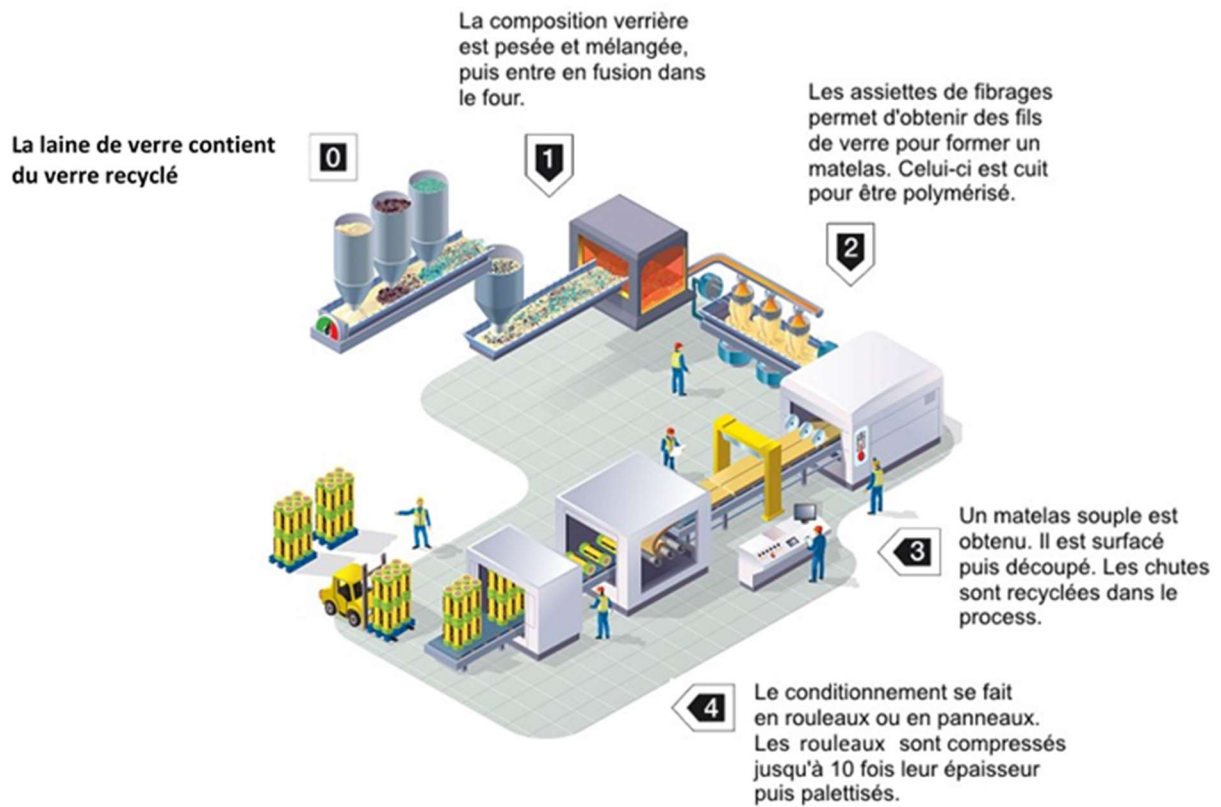 La laine de verre contient
du verre recyclé
0
La composition verrière
est pesée et mélangée,
puis entre en fusion dans
le four.
1
Les assiettes de fibrages
permet d'obtenir des fils
de verre pour former un
matelas. Celui-ci est cuit
pour être polymérisé.
2
3
Un matelas souple est
obtenu. Il est surfacé
puis découpé. Les chutes
sont recyclées dans le
process.
4
Le conditionnement se fait
en rouleaux ou en panneaux.
Les rouleaux sont compressés
jusqu'à 10 fois leur épaisseur
puis palettisés.